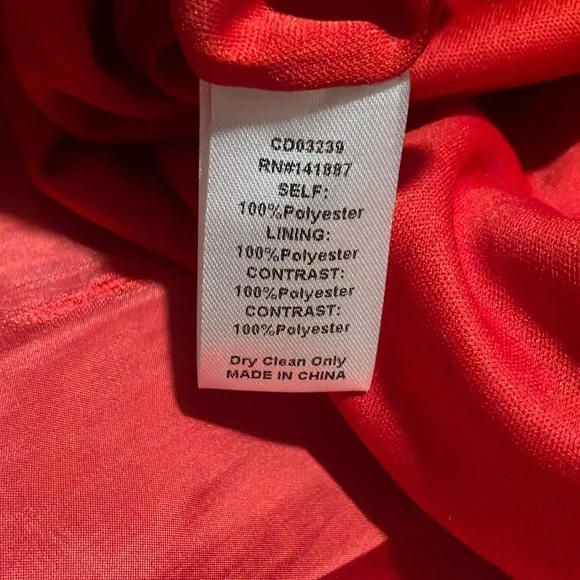 CD03239
RN#141887
SELF:
100%Polyester
LINING:
100%Polyester
CONTRAST:
100%Polyester
CONTRAST:
100%Polyester
Dry Clean Only
MADE IN CHINA